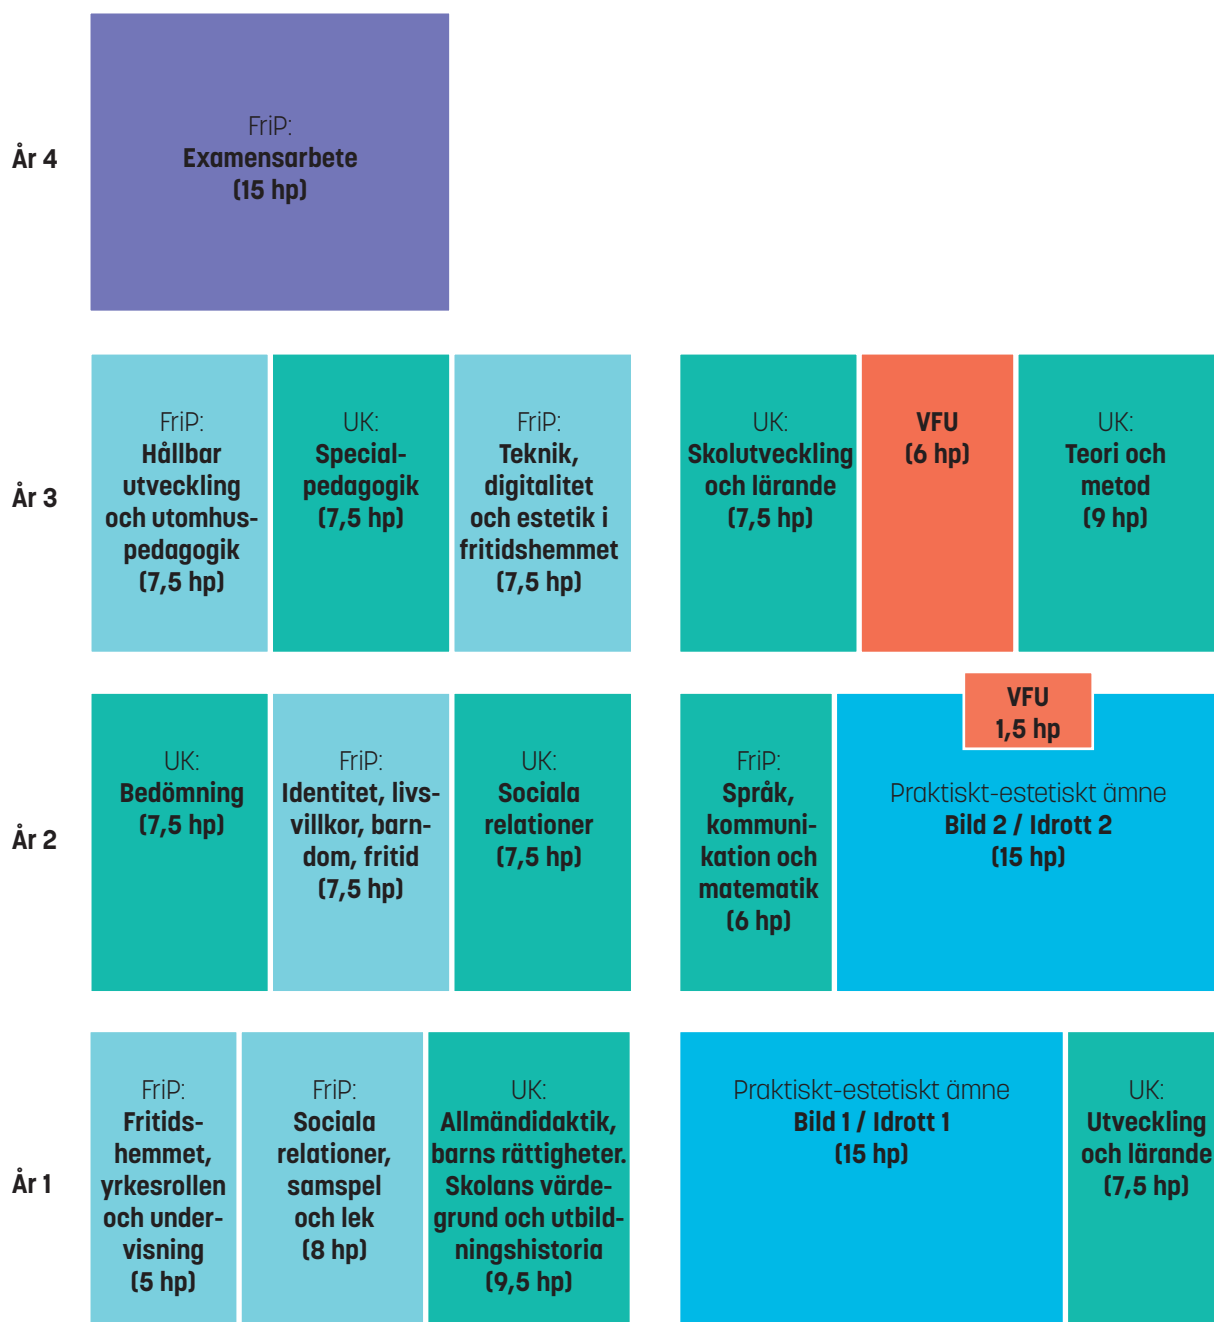 År 4
FriP:
Examensarbete
(15 hp)
År 3
FriP:
Hållbar
utveckling
och utomhus-
pedagogik
(7,5 hp)
UK:
Special-
pedagogik
(7,5 hp)
FriP:
Teknik,
digitalitet
och estetik i
fritidshemmet
(7,5 hp)
UK:
Skolutveckling
och lärande
(7,5 hp)
VFU
(6 hp)
UK:
Teori och
metod
(9 hp)
År 2
UK:
Bedömning
(7,5 hp)
FriP:
Identitet, livs-
villkor, barn-
dom, fritid
(7,5 hp)
UK:
Sociala
relationer
(7,5 hp)
FriP:
Språk,
kommuni-
kation och
matematik
(6 hp)
VFU
1,5 hp
Praktiskt-estetiskt ämne
Bild 2 / Idrott 2
(15 hp)
År 1
FriP:
Fritids-
hemmet,
yrkesrollen
och under-
visning
(5 hp)
FriP:
Sociala
relationer,
samspel
och lek
(8 hp)
UK:
Allmändidaktik,
barns rättigheter.
Skolans värde-
grund och utbild-
ningshistoria
(9,5 hp)
Praktiskt-estetiskt ämne
Bild 1 / Idrott 1
(15 hp)
UK:
Utveckling
och lärande
(7,5 hp)